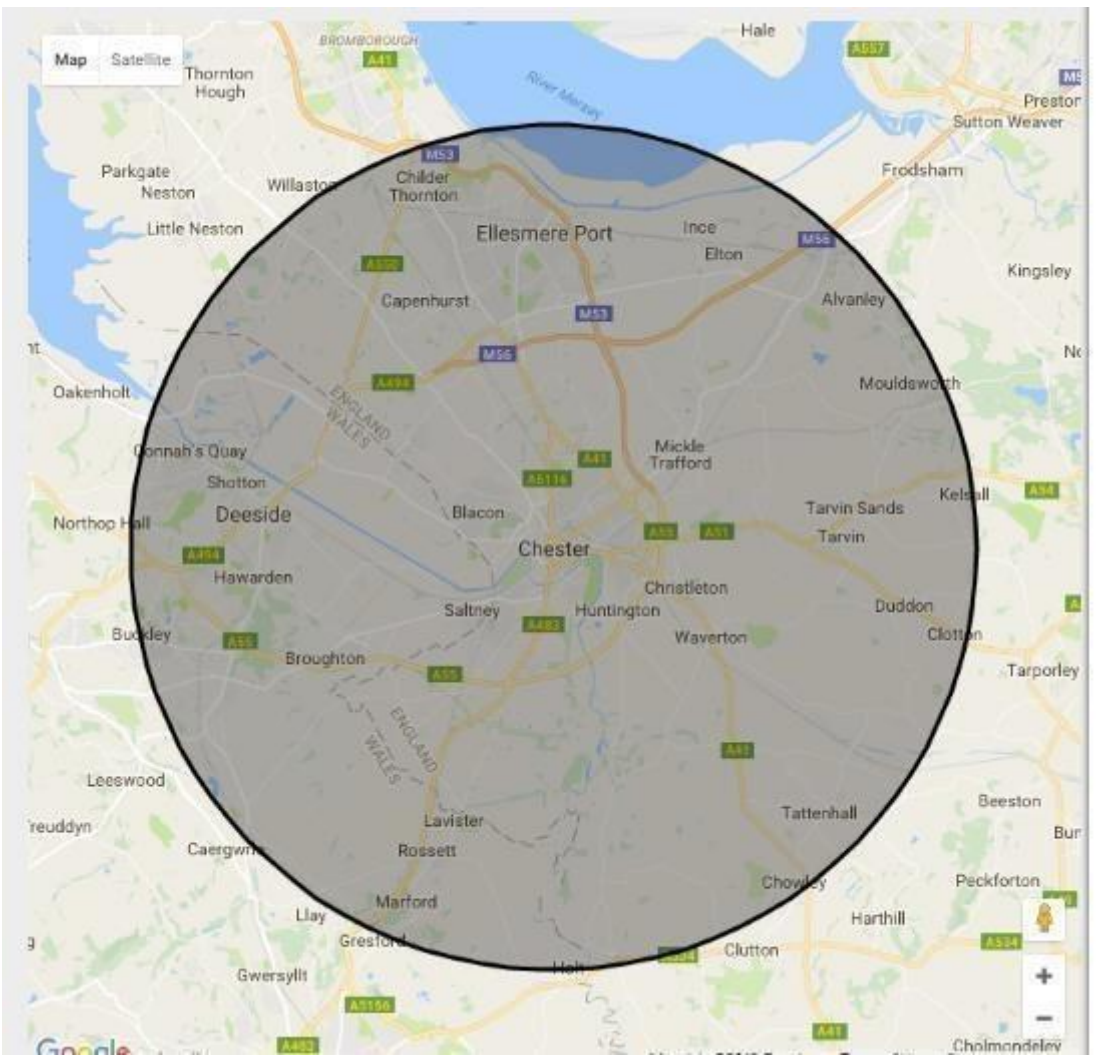 Hale
BROMBOROUGH
A41
A557
Map Satellite
Thornton
Hough
River Mersey
Preston
Sutton Weaver
M53
Parkgate
Neston
Willaston
Childer
Thornton
Frodsham
Little Neston
Ellesmere Port
Ince
Elton
M56
A550
Kingsley
Capenhurst
Alvanley
M53
M56
Oakenholt
A494
Mouldsworth
ENGLAND
WALES
Connah's Quay
Mickle
Trafford
A41
Shotton
A5116
Kelsall
A54
Deeside
Blacon
Tarvin Sands
Northop Hall
A55
A51
Tarvin
A494
Chester
Hawarden
Christleton
Saltney
Huntington
Duddon
A483
Buckley
A55
Waverton
Clotton
Broughton
A55
Tarporley
ENGLAND
WALES
A41
Leeswood
Beeston
Lavister
Tattenhall
reuddyn
Caergwrle
Rossett
Chowley
Peckforton
Marford
Llay
Harthill
Gresford
A534
Clutton
A534
Holt
Gwersyllt
+
A5156
−
A41
Google
A483
Cholmondeley